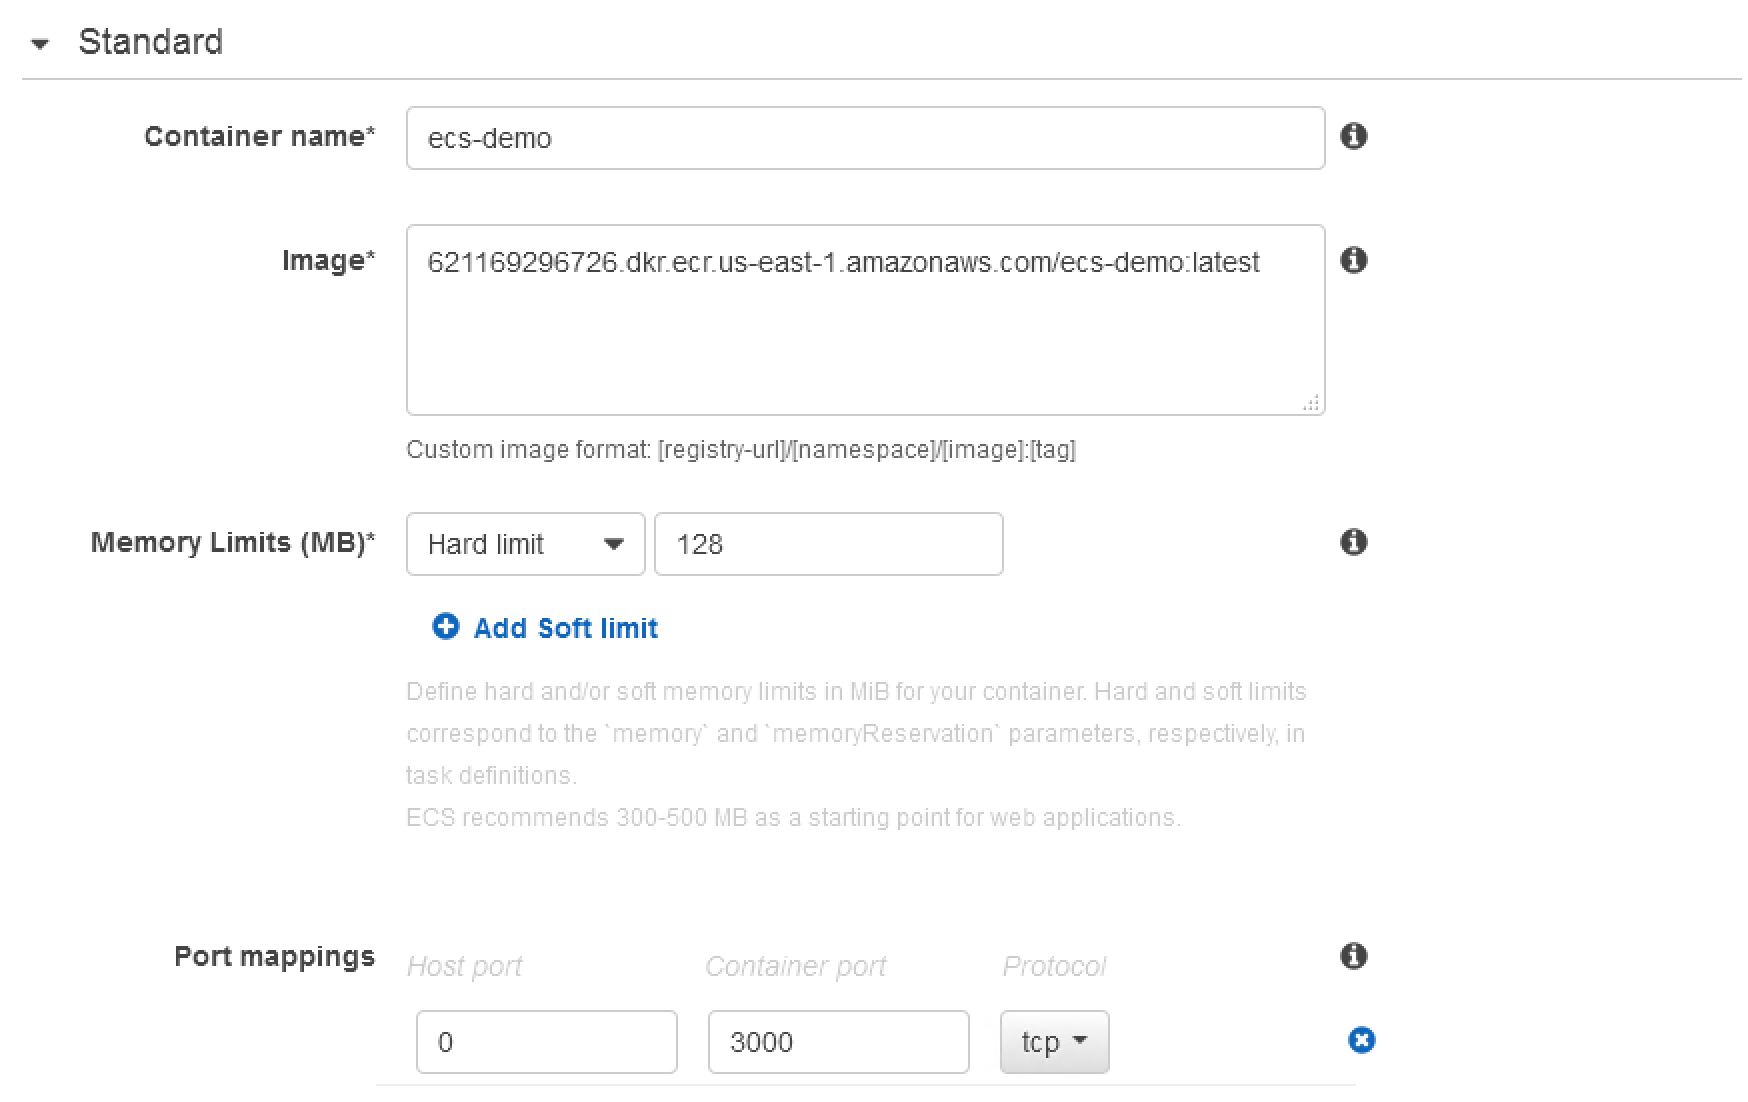 Standard
Container name*
ecs-demo
Image*
621169296726.dkr.ecr.us-east-1.amazonaws.com/ecs-demo:latest
Custom image format: [registry-url]/[namespace]/[image]:[tag]
Memory Limits (MB)*
Hard limit
128
Add Soft limit
Define hard and/or soft memory limits in MiB for your container. Hard and soft limits
correspond to the `memory` and `memoryReservation` parameters, respectively, in
task definitions.
ECS recommends 300-500 MB as a starting point for web applications.
Port mappings
Host port
Container port
Protocol
0
3000
tcp